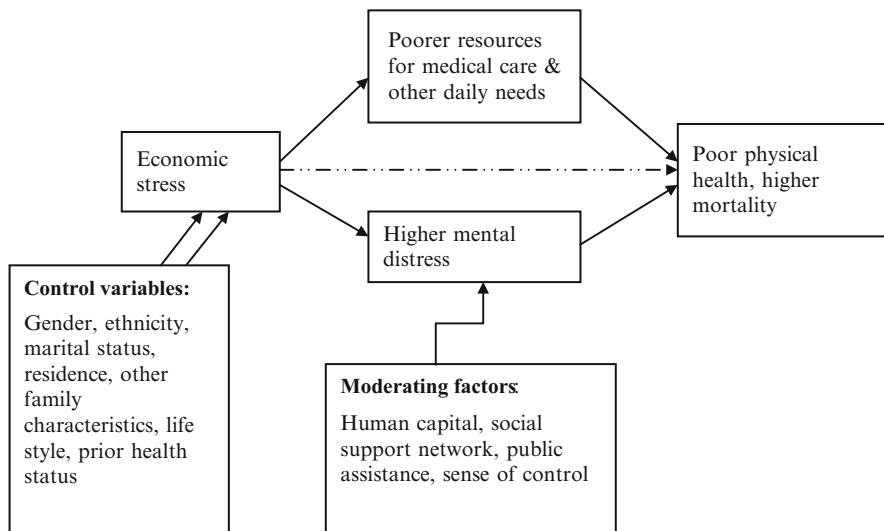 Poorer resources
for medical care &
other daily needs
Economic
stress
Poor physical
health, higher
mortality
Higher mental
distress
Control variables:
Gender, ethnicity,
marital status,
residence, other
family
characteristics, life
style, prior health
status
Moderating factors:
Human capital, social
support network, public
assistance, sense of control